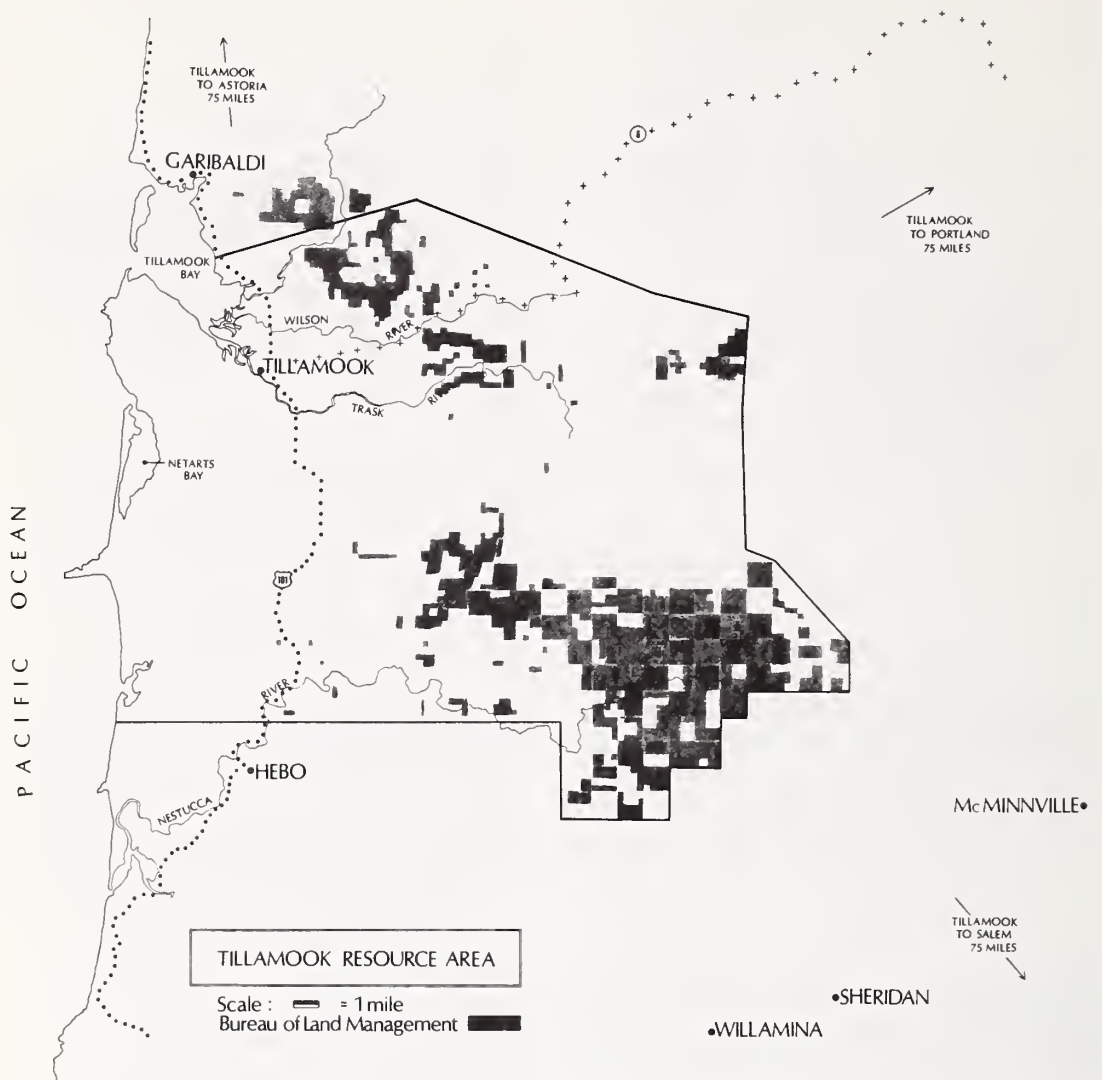 TILLAMOOK
TO ASTORIA
75 MILES
6
GARIBALDI
TILLAMOOK
TO PORTLAND
75 MILES
TILLAMOOK
BAY
WILSON
RIVER
TILLAMOOK
TRASK
NETARTS
BAY
PACIFIC OCEAN
101
RIVER
HEBO
NESTUCCA
McMINNVILLE
TILLAMOOK
TO SALEM
75 MILES
TILLAMOOK RESOURCE AREA
Scale : = 1 mile
Bureau of Land Management
SHERIDAN
WILLAMINA